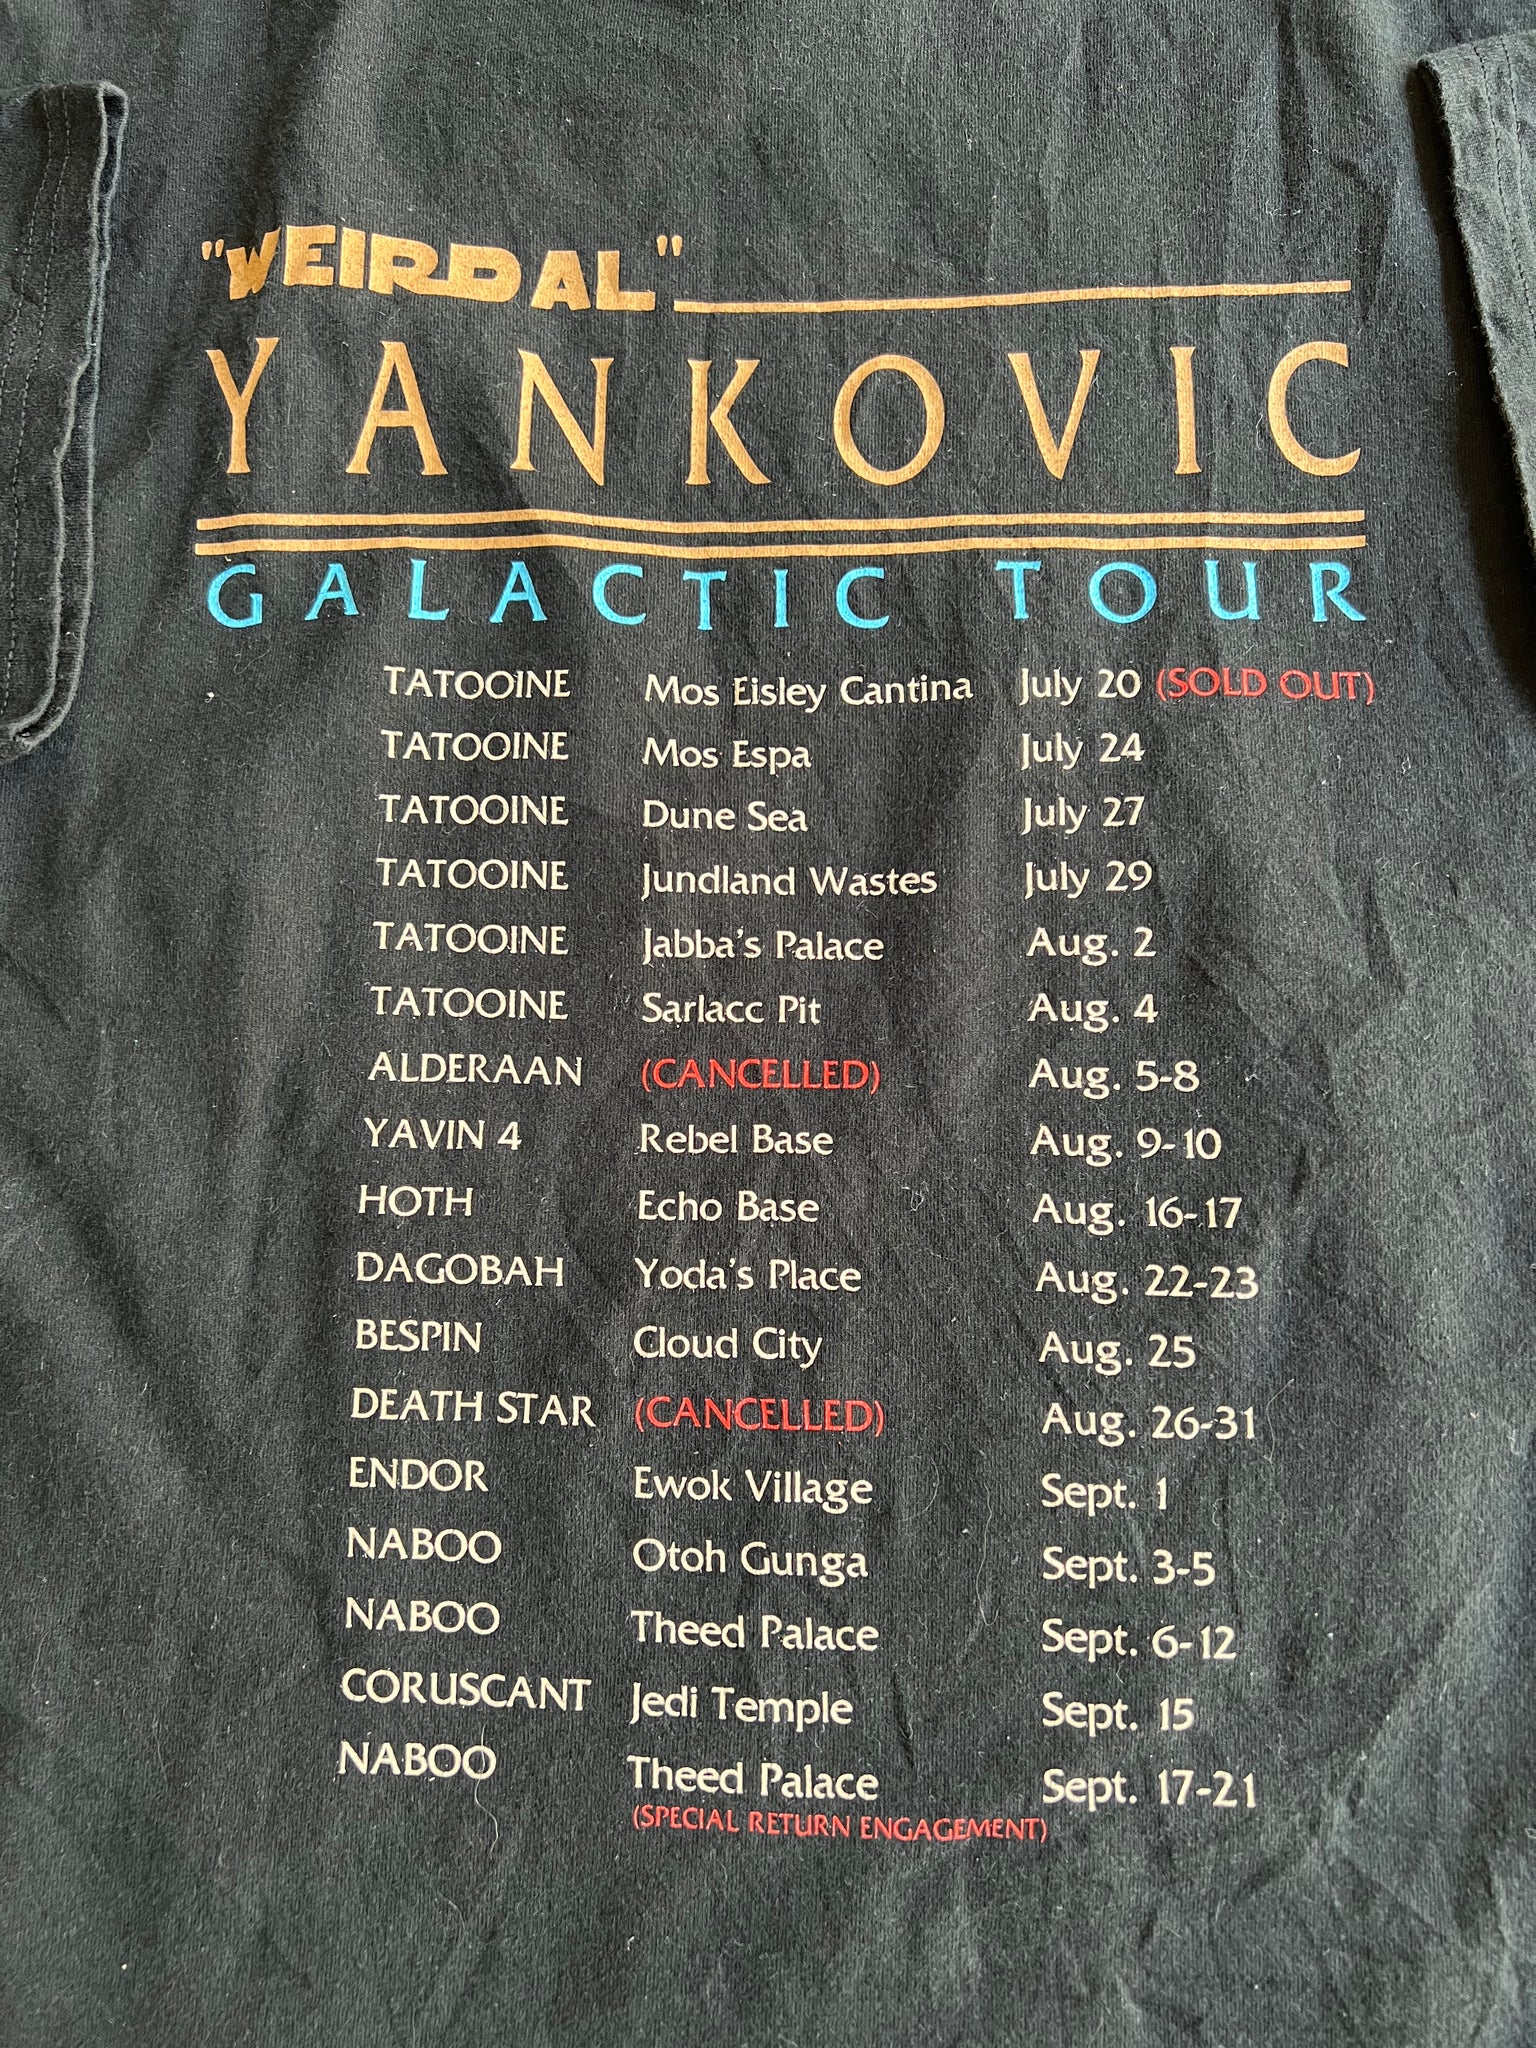 "WEIRD AL"
YANKOVIC
GALACTIC TOUR
TATOOINE Mos Eisley Cantina July 20 (SOLD OUT)
TATOOINE Mos Espa July 24
TATOOINE Dune Sea July 27
TATOOINE Jundland Wastes July 29
TATOOINE Jabba's Palace Aug. 2
TATOOINE Sarlacc Pit Aug. 4
ALDERAAN (CANCELLED) Aug. 5-8
YAVIN 4 Rebel Base Aug. 9-10
HOTH Echo Base Aug. 16-17
DAGOBAH Yoda's Place Aug. 22-23
BESPIN Cloud City Aug. 25
DEATH STAR (CANCELLED) Aug. 26-31
ENDOR Ewok Village Sept. 1
NABOO Otoh Gunga Sept. 3-5
NABOO Theed Palace Sept. 6-12
CORUSCANT Jedi Temple Sept. 15
NABOO Theed Palace Sept. 17-21
(SPECIAL RETURN ENGAGEMENT)